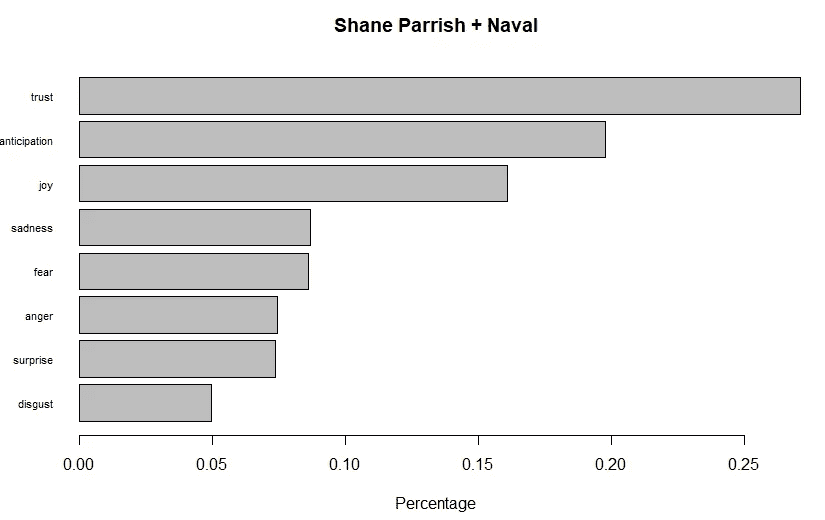 Shane Parrish + Naval
trust
anticipation
joy
sadness
fear
anger
surprise
disgust
0.00 0.05 0.10 0.15 0.20 0.25
Percentage